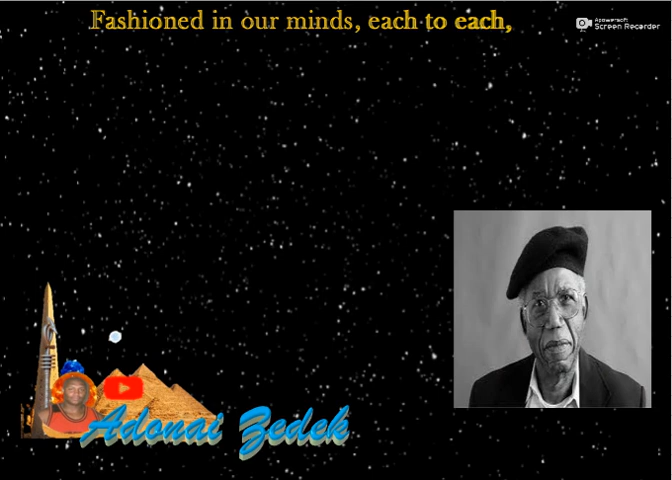 Fashioned in our minds, each to each,
Apowersoft
Screen Recorder
Adonai Zedek